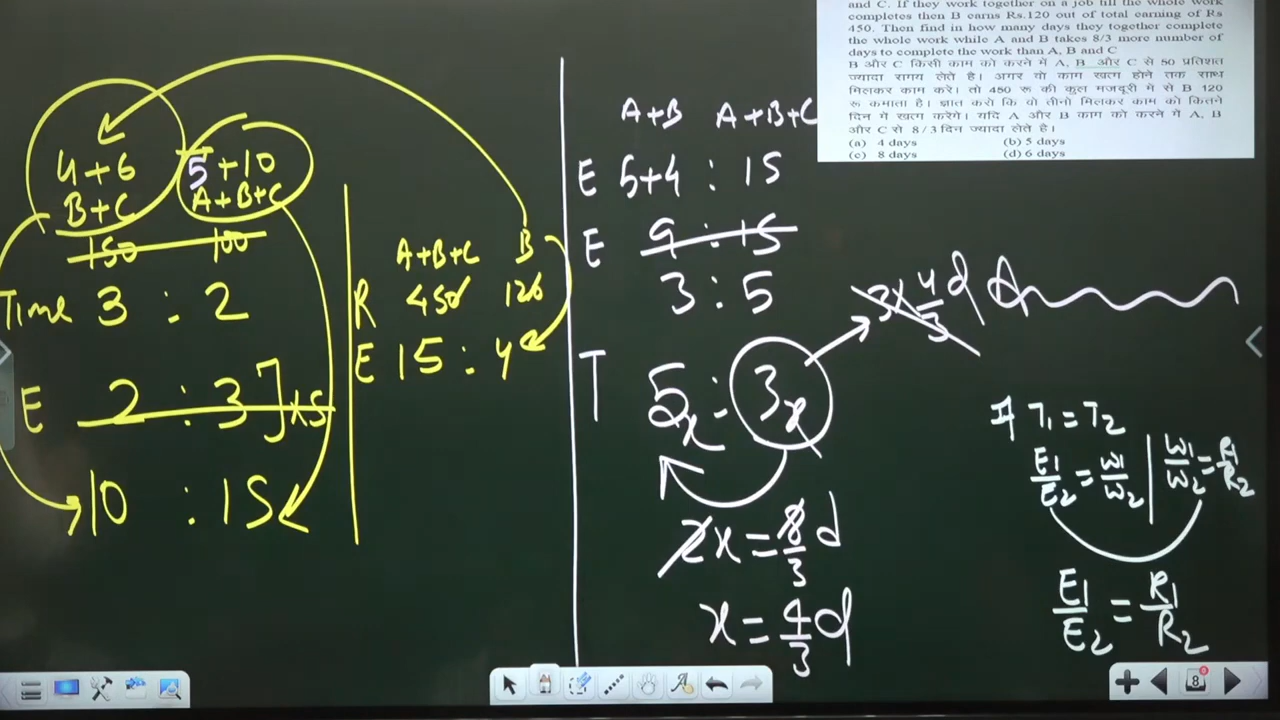 and C. If they work together on a job till the whole work
completes then B earns Rs.120 out of total earning of Rs
450. Then find in how many days they together complete
the whole work while A and B takes 8/3 more number of
days to complete the work than A, B and C
B और C किसी काम को करने में A, B और C से 50 प्रतिशत
ज्यादा समय लेते है। अगर वो काम खत्म होने तक साथ
मिलकर काम करे। तो 450 रू की कुल मजदूरी में से B 120
रू कमाता है। ज्ञात करो कि वो तीनो मिलकर काम को कितने
दिन में खत्म करेगें। यदि A और B काम को करने में A, B
और C से 8/3 दिन ज्यादा लेते है।
(a) 4 days (b) 5 days
(c) 8 days (d) 6 days
4+6 5+10
B+C A+B+C
150 100
Time 3 : 2
E 2 : 3]×5
10 : 15
A+B+C B
R 450 120
E 15 : 4
A+B A+B+C
E 5+4 : 15
E 9 : 15
3 : 5
T 5x : 3x
3×4/3 d
2x = 8/3 d
x = 4/3 d
If T1 = T2
E1/E2 = W1/W2 | W1/W2 = R1/R2
E1/E2 = R1/R2
8